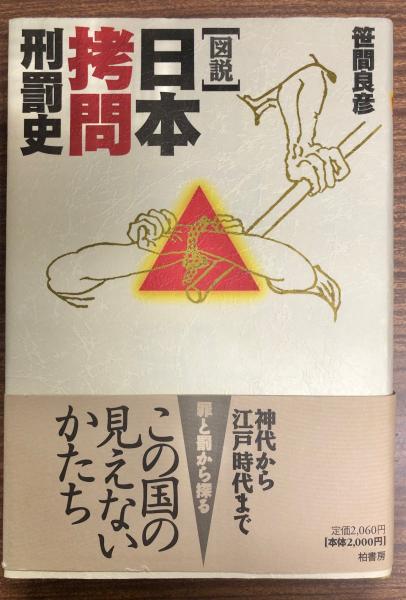 笹間良彦
［図説］
日本
拷問
刑罰史
神代から
江戸時代まで
罪と罰から探る
この国の
見えない
かたち
定価2,060円
［本体2,000円］
柏書房